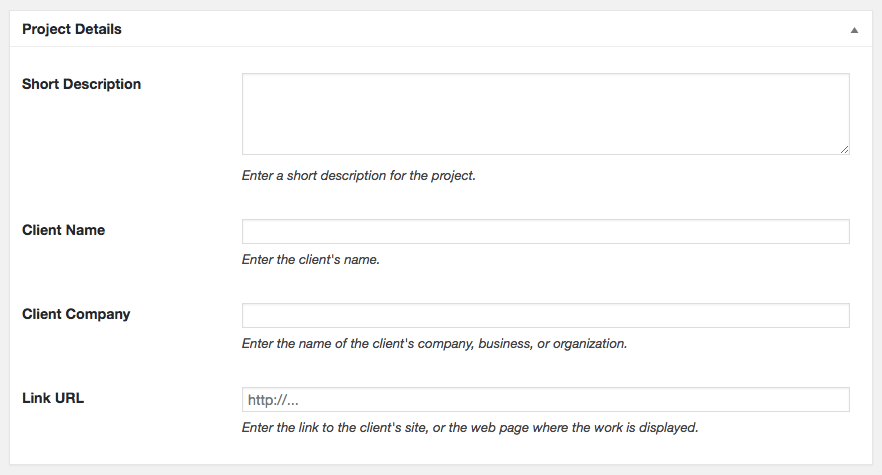 Project Details
Short Description
Enter a short description for the project.
Client Name
Enter the client's name.
Client Company
Enter the name of the client's company, business, or organization.
Link URL
http://...
Enter the link to the client's site, or the web page where the work is displayed.